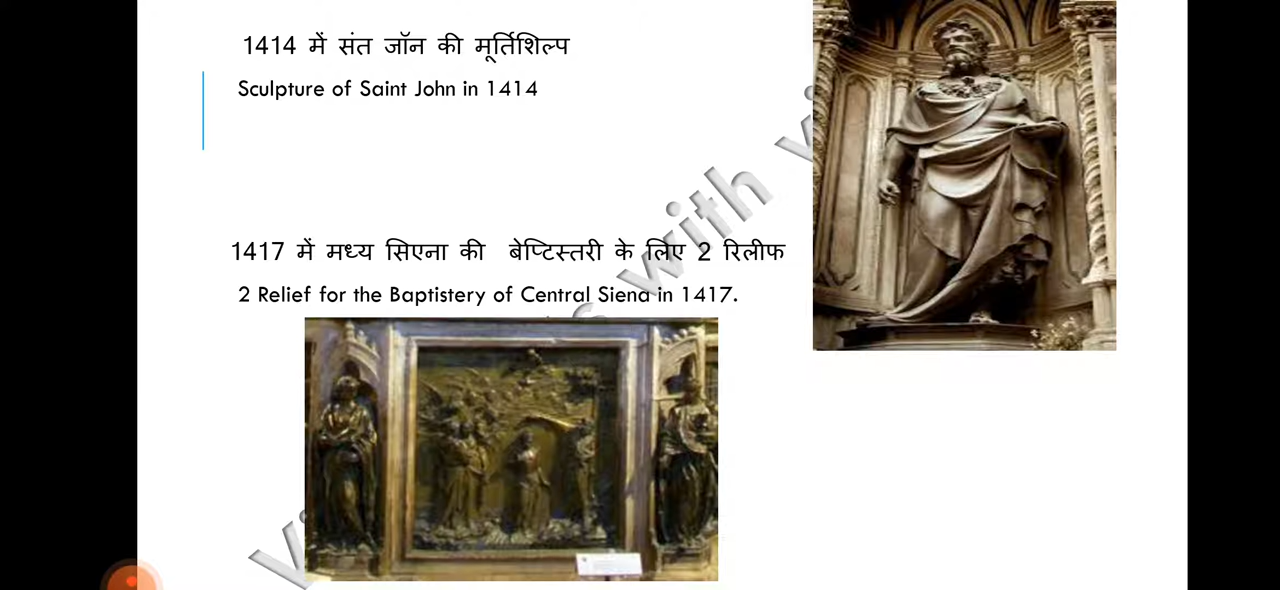 1414 में संत जॉन की मूर्तिशिल्प
Sculpture of Saint John in 1414
1417 में मध्य सिएना की बेप्टिस्तरी के लिए 2 रिलीफ
2 Relief for the Baptistery of Central Siena in 1417.
with